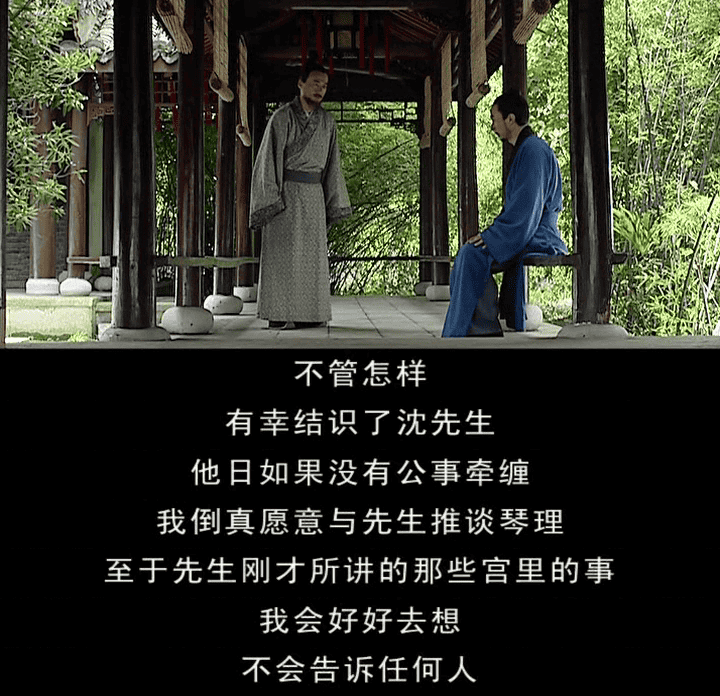 不管怎样
有幸结识了沈先生
他日如果没有公事牵缠
我倒真愿意与先生推谈琴理
至于先生刚才所讲的那些宫里的事
我会好好去想
不会告诉任何人